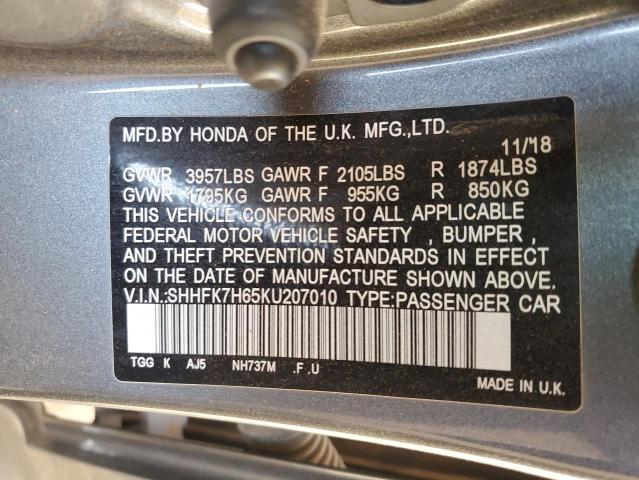 MFD.BY HONDA OF THE U.K. MFG.,LTD.
11/18
GVWR 3957LBS GAWR F 2105LBS R 1874LBS
GVWR 1795KG GAWR F 955KG R 850KG
THIS VEHICLE CONFORMS TO ALL APPLICABLE
FEDERAL MOTOR VEHICLE SAFETY , BUMPER ,
AND THEFT PREVENTION STANDARDS IN EFFECT
ON THE DATE OF MANUFACTURE SHOWN ABOVE.
V.I.N.:SHHFK7H65KU207010 TYPE:PASSENGER CAR
TGG K AJ5 NH737M .F .U
MADE IN U.K.